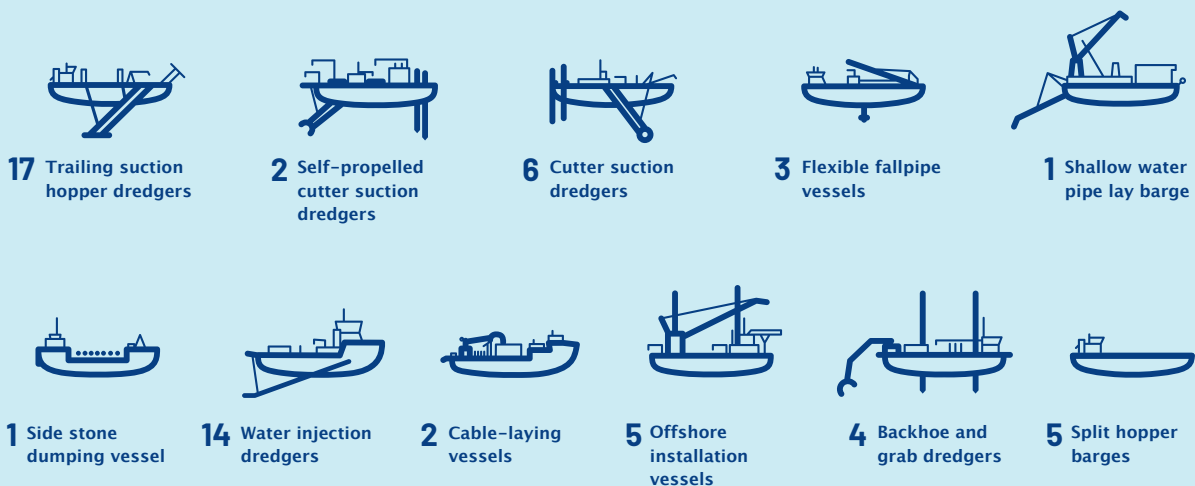 17 Trailing suction
hopper dredgers
2 Self-propelled
cutter suction
dredgers
6 Cutter suction
dredgers
3 Flexible fallpipe
vessels
1 Shallow water
pipe lay barge
1 Side stone
dumping vessel
14 Water injection
dredgers
2 Cable-laying
vessels
5 Offshore
installation
vessels
4 Backhoe and
grab dredgers
5 Split hopper
barges